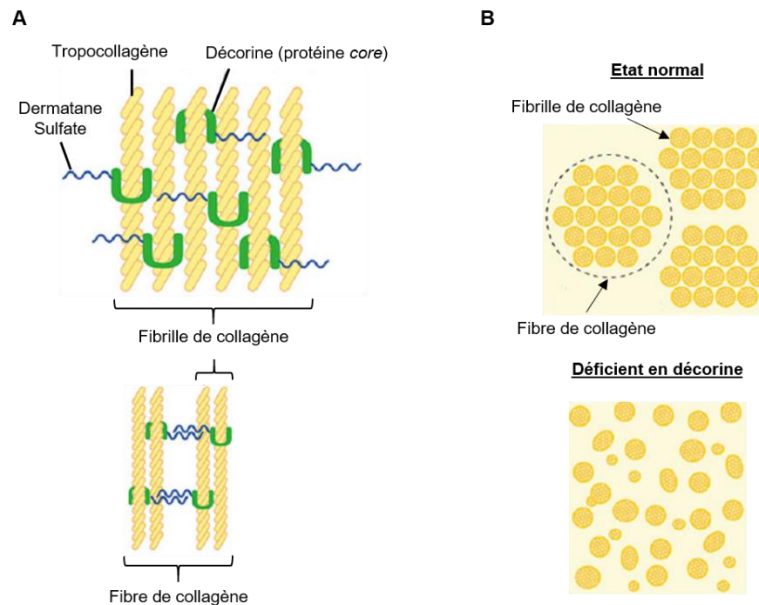 A
Tropocollagène
Décorine (protéine core)
Dermatane
Sulfate
Fibrille de collagène
Fibre de collagène
B
Etat normal
Fibrille de collagène
Fibre de collagène
Déficient en décorine